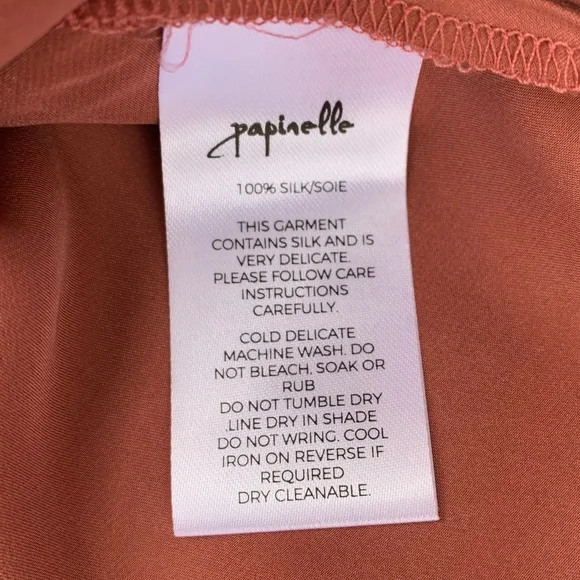 papinelle
100% SILK/SOIE
THIS GARMENT
CONTAINS SILK AND IS
VERY DELICATE.
PLEASE FOLLOW CARE
INSTRUCTIONS
CAREFULLY.
COLD DELICATE
MACHINE WASH. DO
NOT BLEACH, SOAK OR
RUB
DO NOT TUMBLE DRY
.LINE DRY IN SHADE
DO NOT WRING. COOL
IRON ON REVERSE IF
REQUIRED
DRY CLEANABLE.